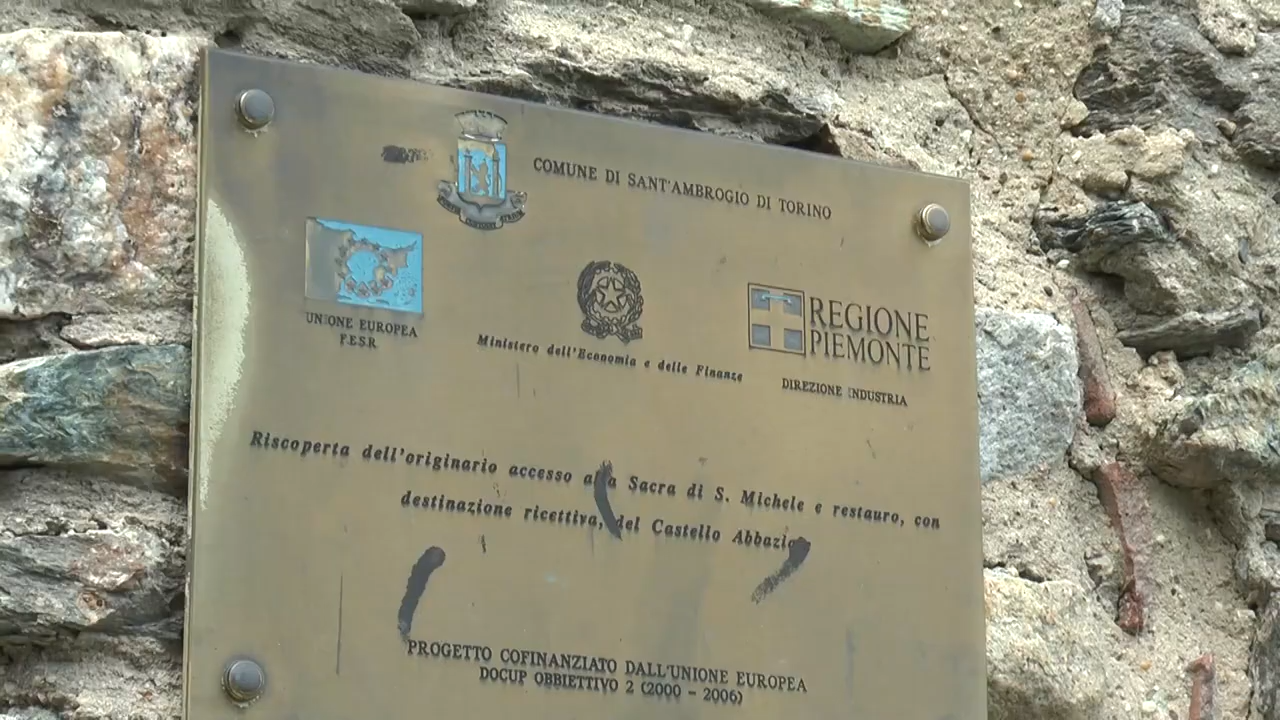 COMUNE DI SANT'AMBROGIO DI TORINO
UNIONE EUROPEA
F.E.S.R.
Ministero dell'Economia e delle Finanze
REGIONE
PIEMONTE
DIREZIONE INDUSTRIA
Riscoperta dell'originario accesso alla Sacra di S. Michele e restauro, con
destinazione ricettiva, del Castello Abbaziale
PROGETTO COFINANZIATO DALL'UNIONE EUROPEA
DOCUP OBBIETTIVO 2 (2000 - 2006)